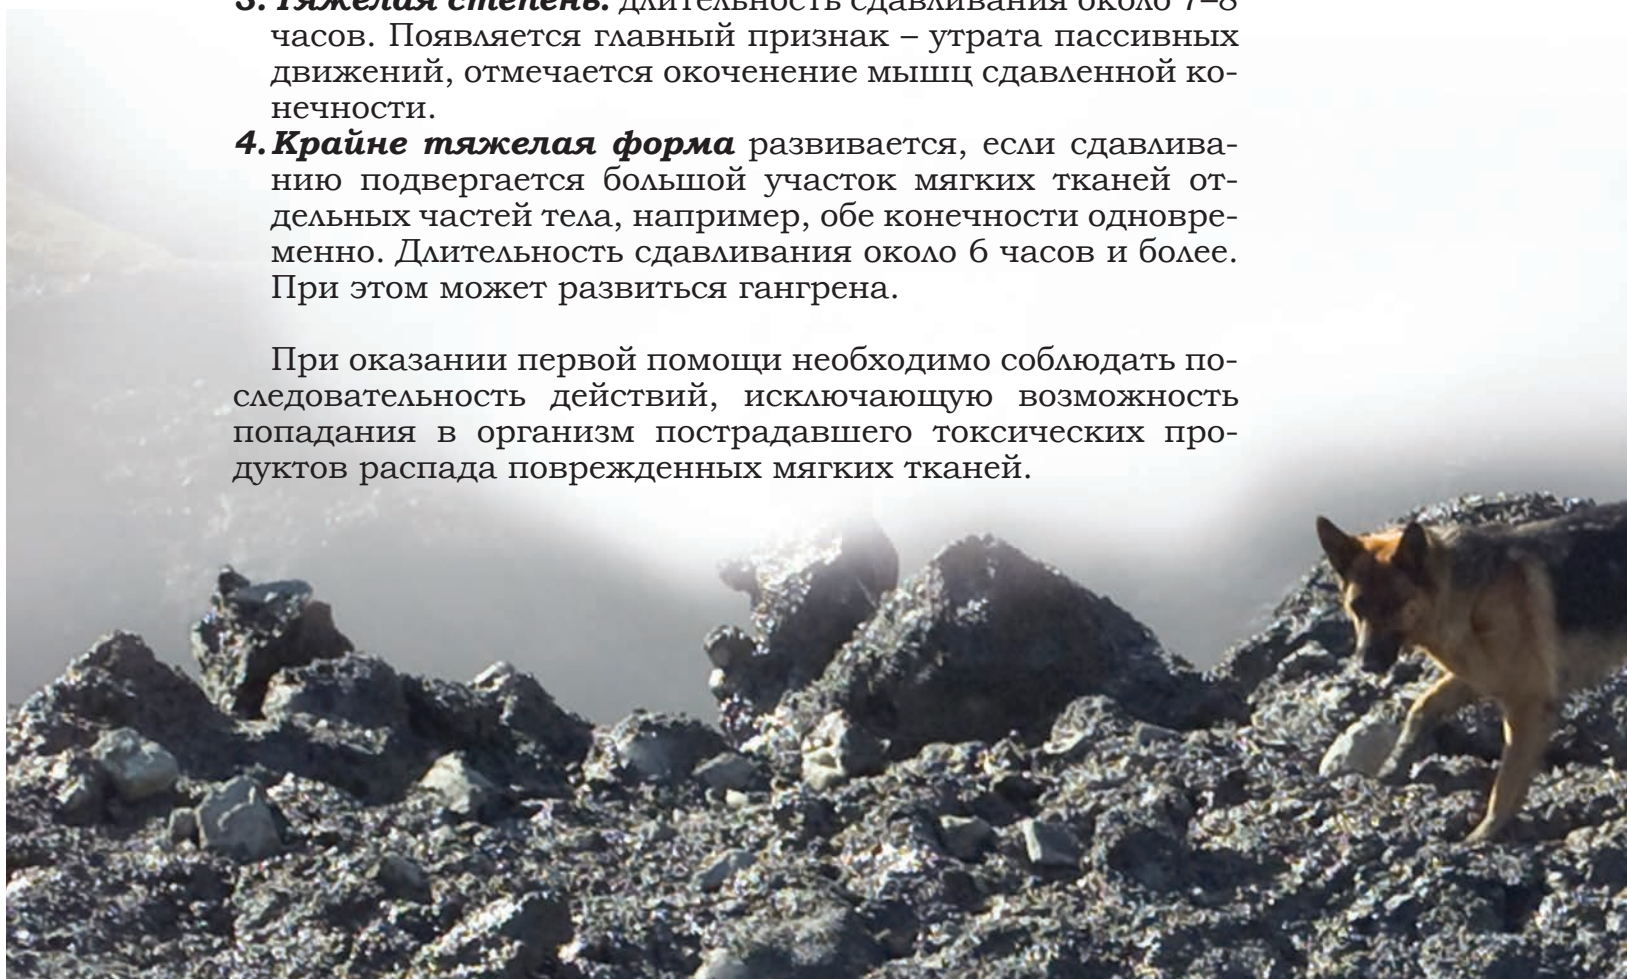 3. Тяжелая степень: длительность сдавливания около 7–8
часов. Появляется главный признак – утрата пассивных
движений, отмечается окоченение мышц сдавленной ко-
нечности.
4. Крайне тяжелая форма развивается, если сдавлива-
нию подвергается большой участок мягких тканей от-
дельных частей тела, например, обе конечности одновре-
менно. Длительность сдавливания около 6 часов и более.
При этом может развиться гангрена.
При оказании первой помощи необходимо соблюдать по-
следовательность действий, исключающую возможность
попадания в организм пострадавшего токсических про-
дуктов распада поврежденных мягких тканей.